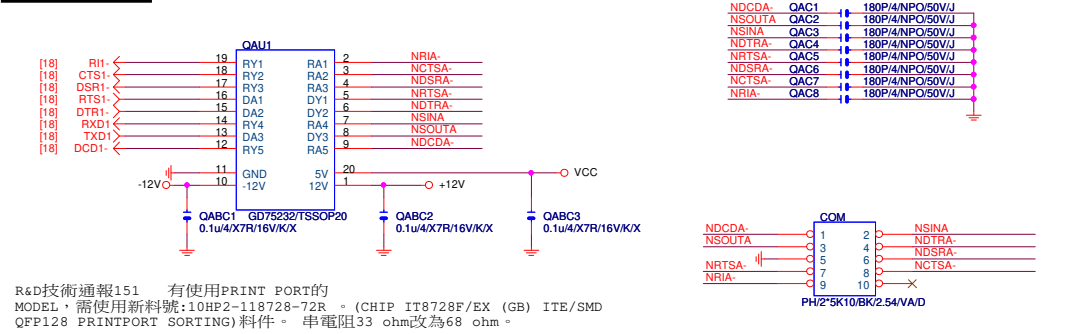 NDCDA- QAC1 180P/4/NPO/50V/J
NSOUTA QAC2 180P/4/NPO/50V/J
NSINA QAC3 180P/4/NPO/50V/J
NDTRA- QAC4 180P/4/NPO/50V/J
NRTSA- QAC5 180P/4/NPO/50V/J
NDSRA- QAC6 180P/4/NPO/50V/J
NCTSA- QAC7 180P/4/NPO/50V/J
NRIA- QAC8 180P/4/NPO/50V/J
QAU1
[18] RI1- 19 RY1 RA1 2 NRIA-
[18] CTS1- 18 RY2 RA2 3 NCTSA-
[18] DSR1- 17 RY3 RA3 4 NDSRA-
[18] RTS1- 16 DA1 DY1 5 NRTSA-
[18] DTR1- 15 DA2 DY2 6 NDTRA-
[18] RXD1 14 RY4 RA4 7 NSINA
[18] TXD1 13 DA3 DY3 8 NSOUTA
[18] DCD1- 12 RY5 RA5 9 NDCDA-
11 GND 5V 20 VCC
-12V 10 -12V 12V 1 +12V
QABC1 GD75232/TSSOP20 QABC2 QABC3
0.1u/4/X7R/16V/K/X 0.1u/4/X7R/16V/K/X 0.1u/4/X7R/16V/K/X
COM
NDCDA- 1 2 NSINA
NSOUTA 3 4 NDTRA-
5 6 NDSRA-
NRTSA- 7 8 NCTSA-
NRIA- 9 10
PH/2*5K10/BK/2.54/VA/D
R&D技術通報151 有使用PRINT PORT的
MODEL，需使用新料號:10HP2-118728-72R 。(CHIP IT8728F/EX (GB) ITE/SMD
QFP128 PRINTPORT SORTING)料件。 串電阻33 ohm改為68 ohm。